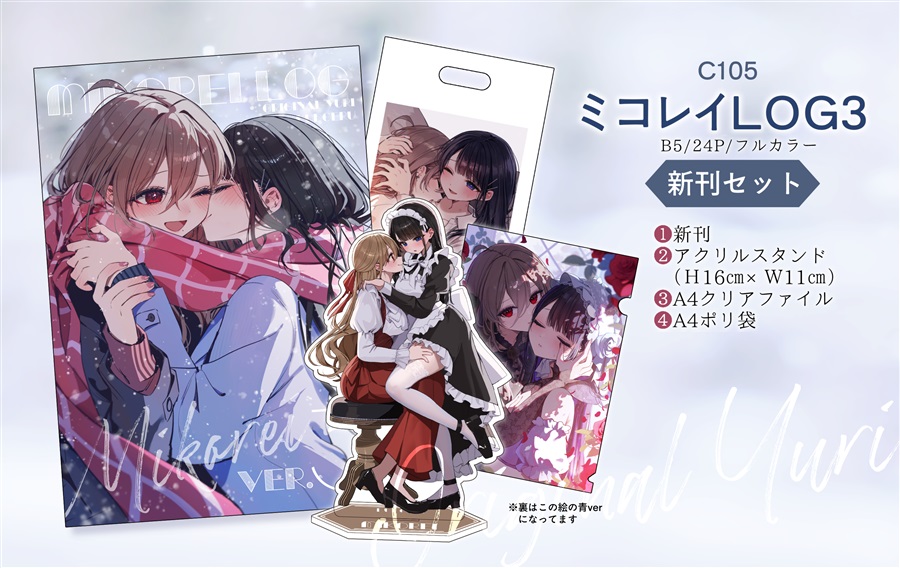 C105
ミコレイLOG3
B5/24P/フルカラー
新刊セット
❶新刊
❷アクリルスタンド
(H16㎝× W11㎝)
❸A4クリアファイル
❹A4ポリ袋
MIKORELLOG
ORIGINAL YURI
Mikorei
VER.
※裏はこの絵の青ver
になってます
Original Yuri